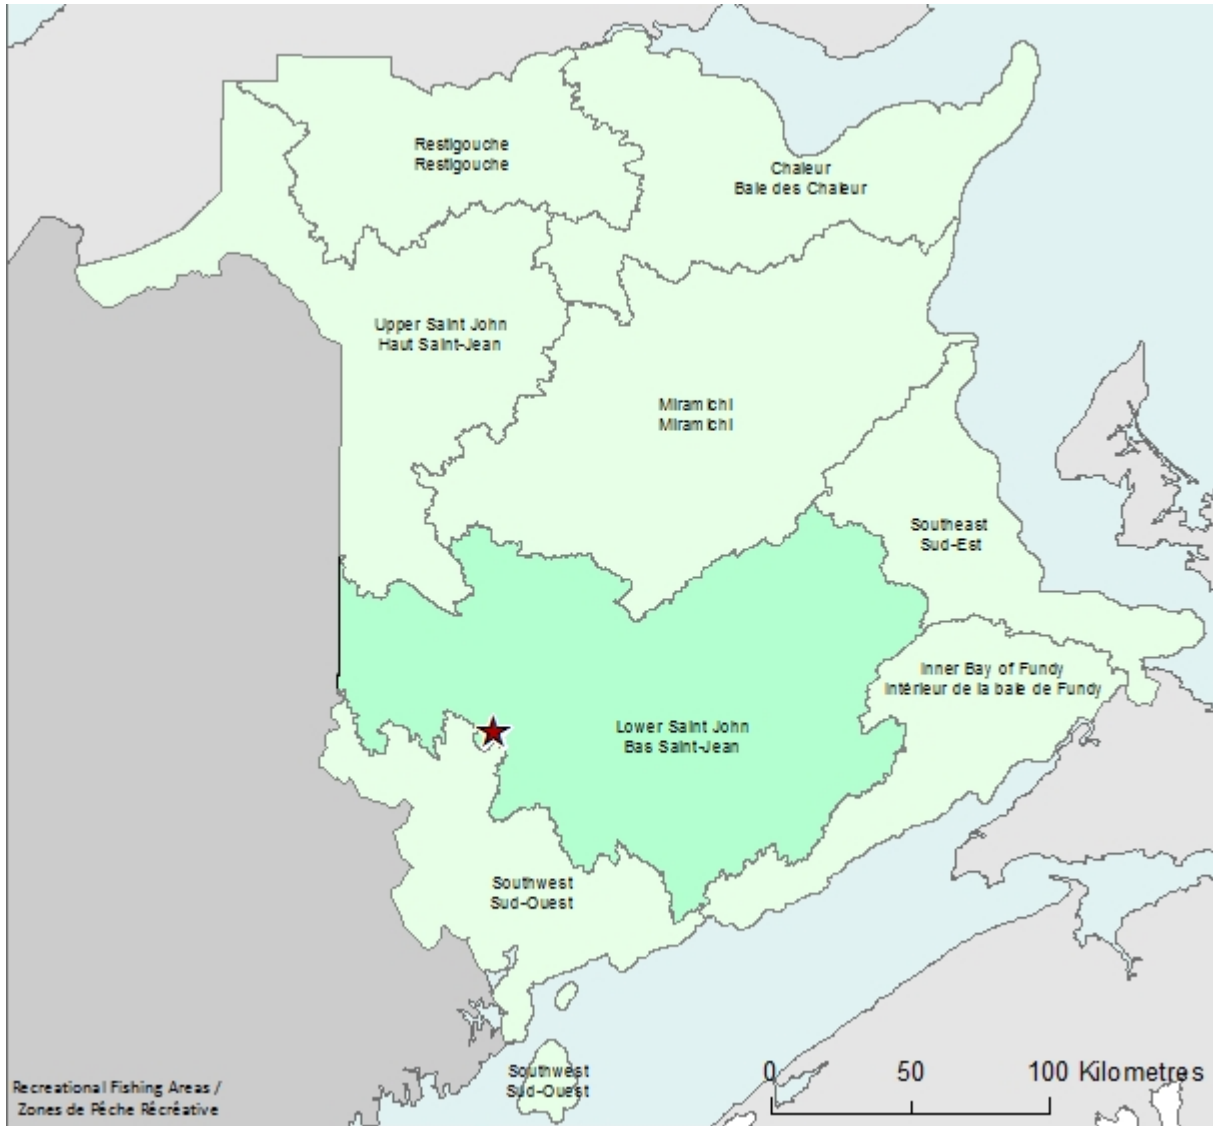 Restigouche
Restigouche
Chaleur
Baie des Chaleur
Upper Saint John
Haut Saint-Jean
Miramichi
Miramichi
Southeast
Sud-Est
Inner Bay of Fundy
Intérieur de la baie de Fundy
Lower Saint John
Bas Saint-Jean
Southwest
Sud-Ouest
Southwest
Sud-Ouest
0 50 100 Kilometres
Recreational Fishing Areas /
Zones de Pêche Récréative